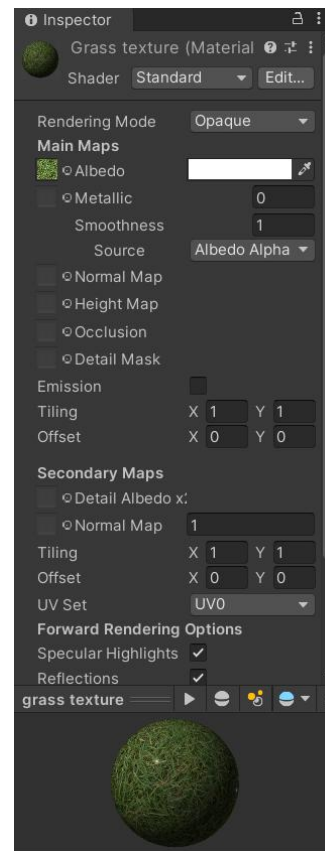 Inspector
Grass texture (Material
Shader Standard Edit...
Rendering Mode Opaque
Main Maps
Albedo
Metallic 0
Smoothness 1
Source Albedo Alpha
Normal Map
Height Map
Occlusion
Detail Mask
Emission
Tiling X 1 Y 1
Offset X 0 Y 0
Secondary Maps
Detail Albedo x
Normal Map 1
Tiling X 1 Y 1
Offset X 0 Y 0
UV Set UV0
Forward Rendering Options
Specular Highlights
Reflections
grass texture